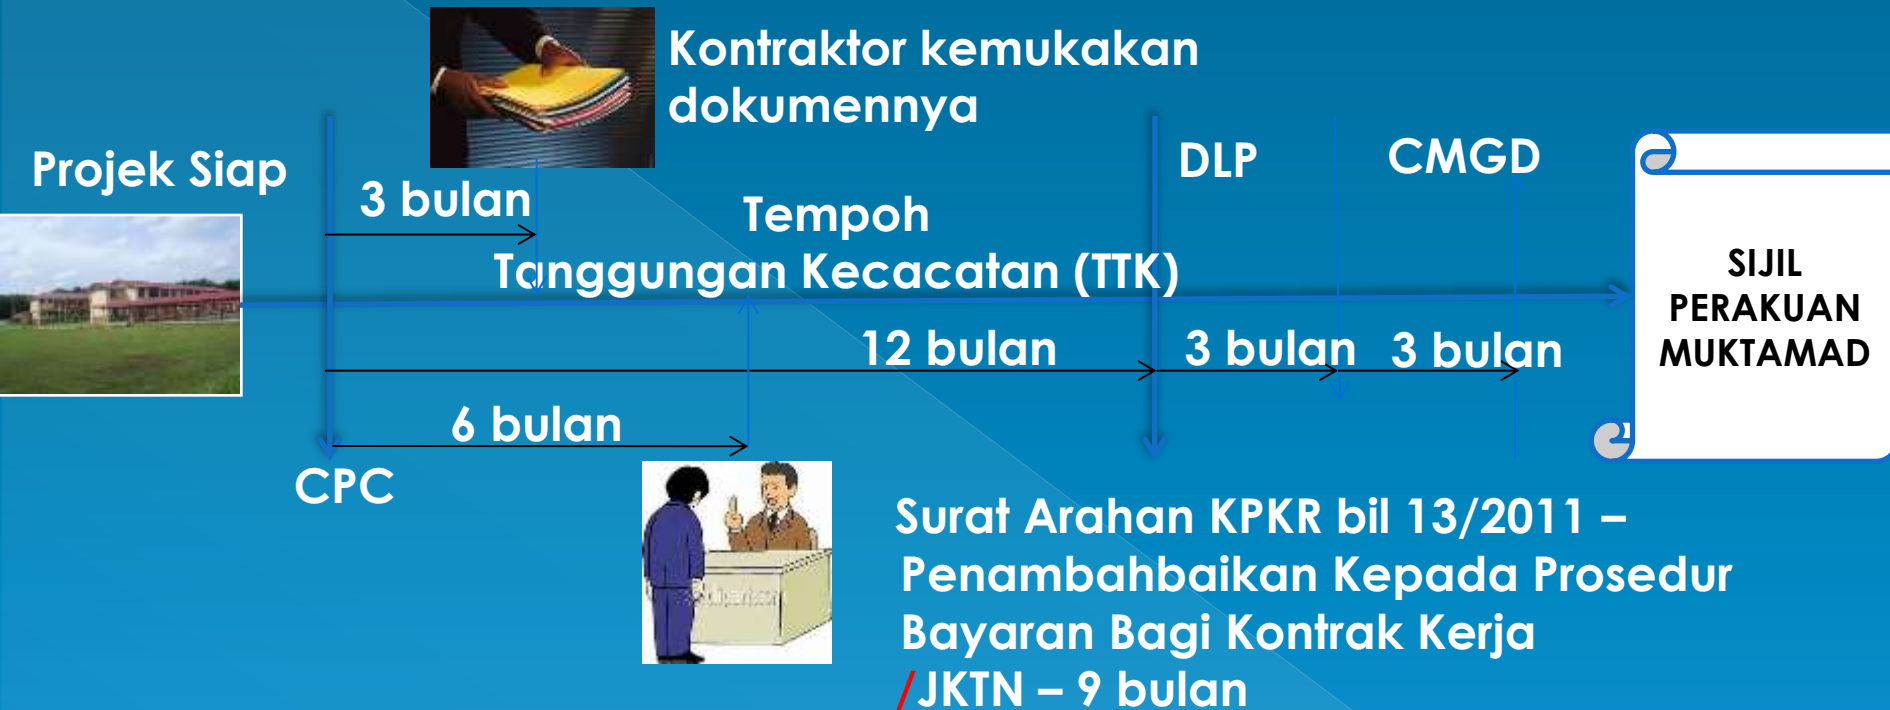 Kontraktor kemukakan
dokumennya
Projek Siap
3 bulan
Tempoh
Tanggungan Kecacatan (TTK)
DLP
CMGD
12 bulan
3 bulan
3 bulan
6 bulan
CPC
SIJIL
PERAKUAN
MUKTAMAD
Surat Arahan KPKR bil 13/2011 –
Penambahbaikan Kepada Prosedur
Bayaran Bagi Kontrak Kerja
/JKTN – 9 bulan